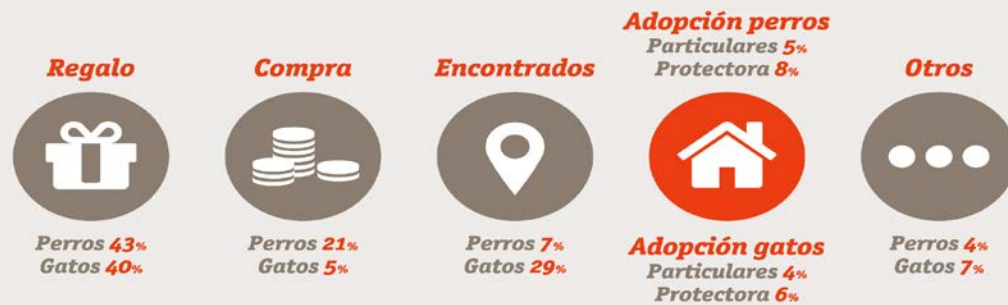 Regalo
Perros 43%
Gatos 40%
Compra
Perros 21%
Gatos 5%
Encontrados
Perros 7%
Gatos 29%
Adopción perros
Particulares 5%
Protectora 8%
Adopción gatos
Particulares 4%
Protectora 6%
Otros
Perros 4%
Gatos 7%